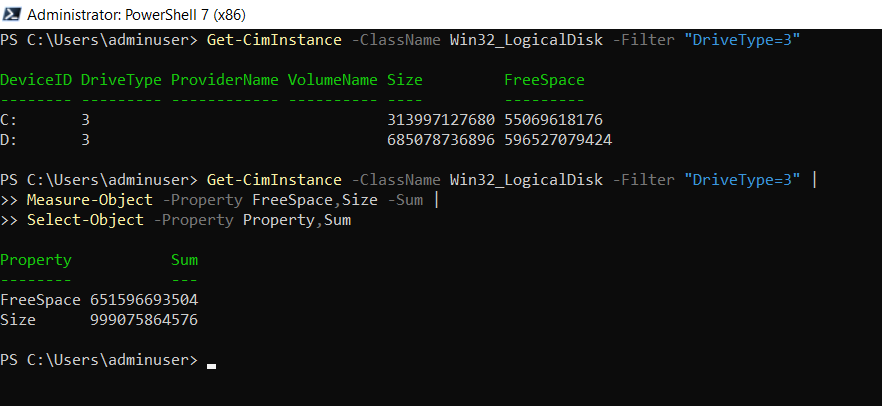 Administrator: PowerShell 7 (x86)
PS C:\Users\adminuser> Get-CimInstance -ClassName Win32_LogicalDisk -Filter "DriveType=3"
DeviceID DriveType ProviderName VolumeName Size FreeSpace
-------- --------- ------------ ---------- ---- ---------
C: 3 313997127680 55069618176
D: 3 685078736896 596527079424
PS C:\Users\adminuser> Get-CimInstance -ClassName Win32_LogicalDisk -Filter "DriveType=3" |
>> Measure-Object -Property FreeSpace,Size -Sum |
>> Select-Object -Property Property,Sum
Property Sum
-------- ---
FreeSpace 651596693504
Size 999075864576
PS C:\Users\adminuser>